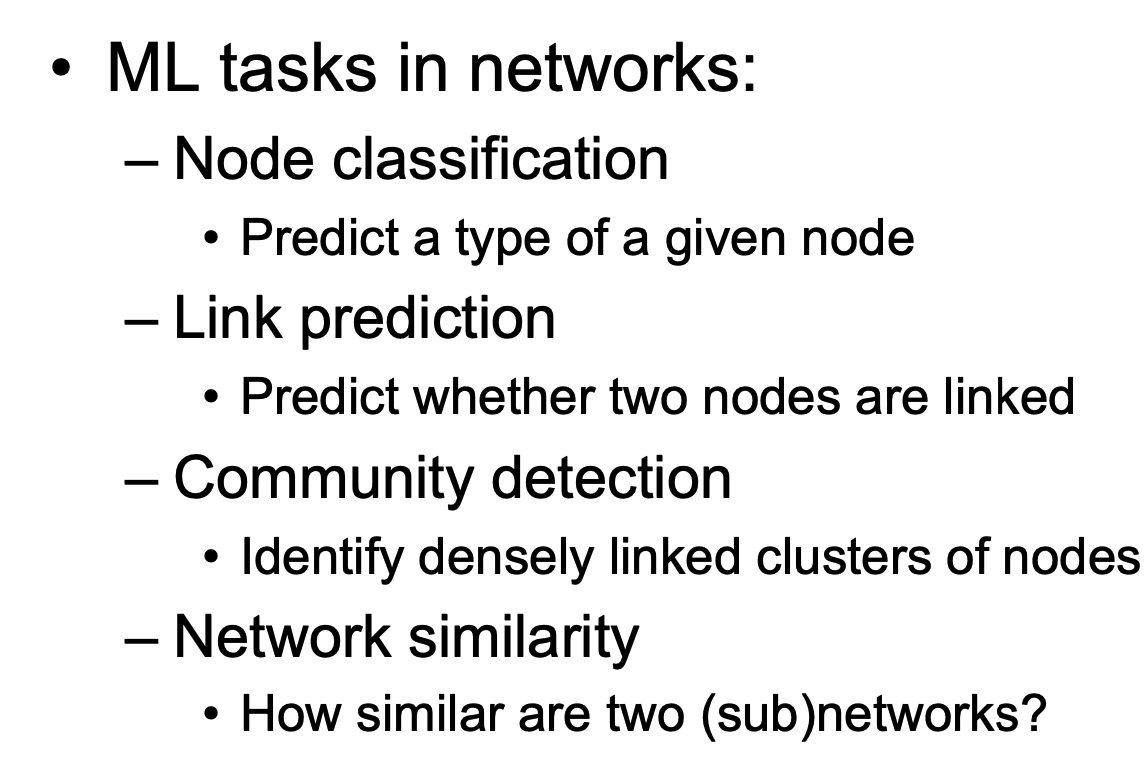 • ML tasks in networks:
– Node classification
• Predict a type of a given node
– Link prediction
• Predict whether two nodes are linked
– Community detection
• Identify densely linked clusters of nodes
– Network similarity
• How similar are two (sub)networks?